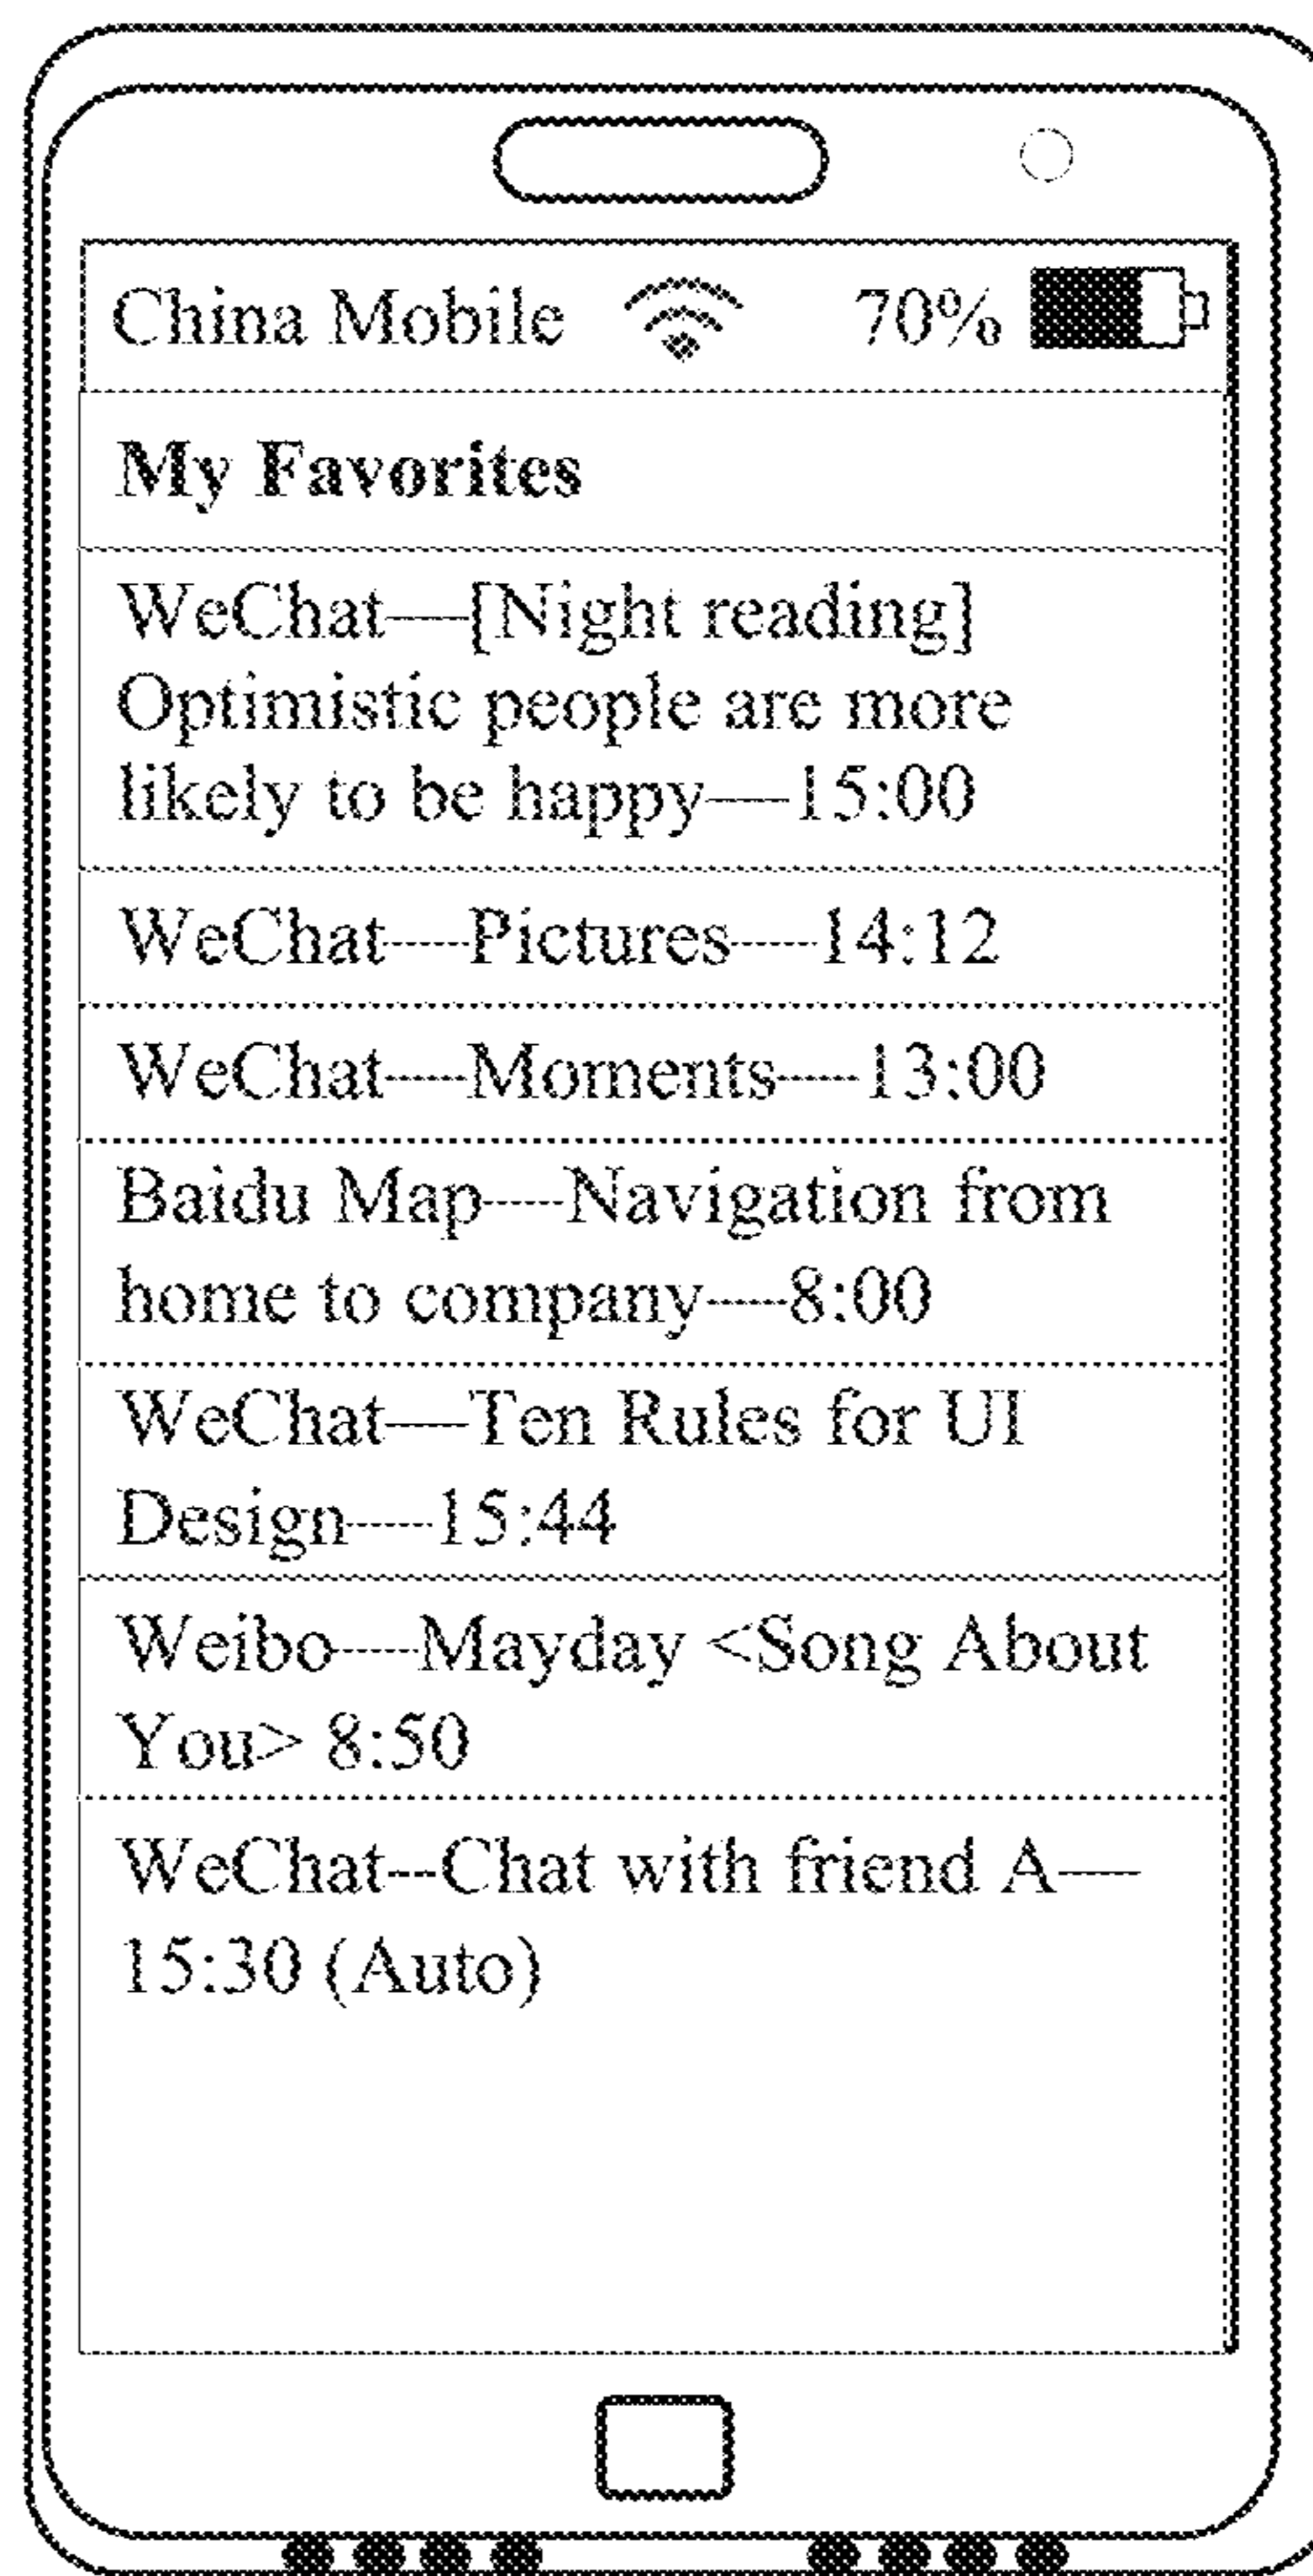 China Mobile 70%
My Favorites
WeChat----[Night reading]
Optimistic people are more
likely to be happy----15:00
WeChat----Pictures----14:12
WeChat----Moments----13:00
Baidu Map----Navigation from
home to company----8:00
WeChat----Ten Rules for UI
Design----15:44
Weibo----Mayday <Song About
You> 8:50
WeChat--Chat with friend A----
15:30 (Auto)